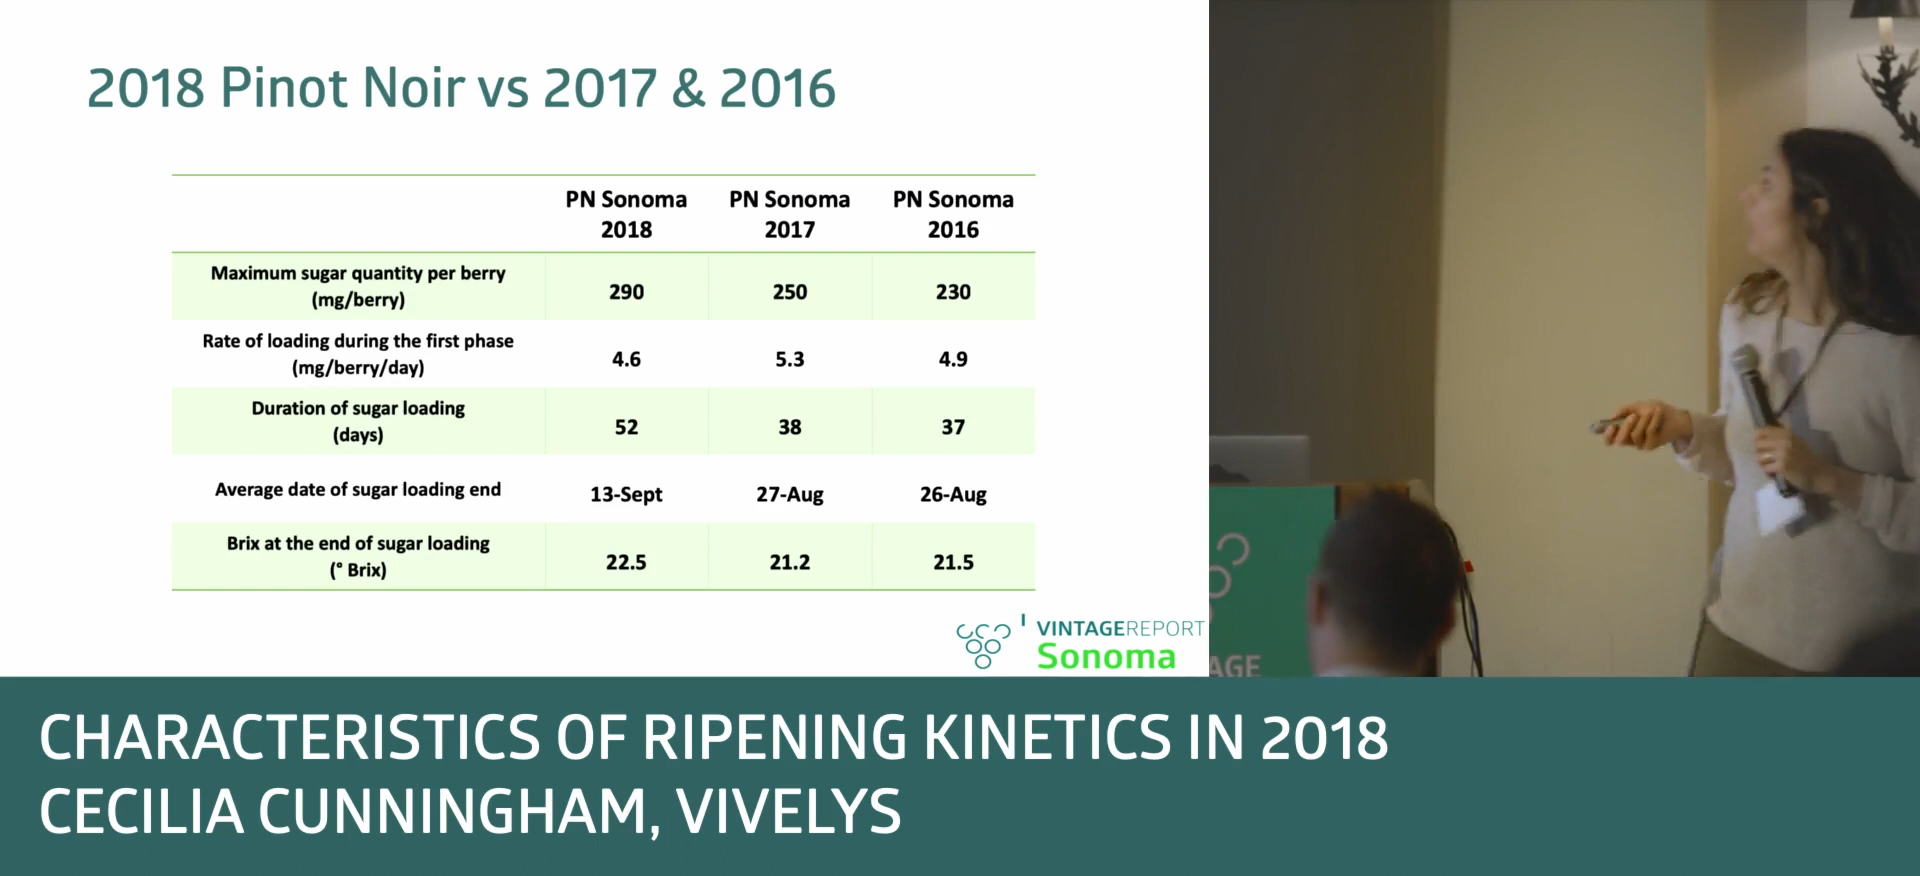 2018 Pinot Noir vs 2017 & 2016
PN Sonoma 2018 PN Sonoma 2017 PN Sonoma 2016
Maximum sugar quantity per berry
(mg/berry) 290 250 230
Rate of loading during the first phase
(mg/berry/day) 4.6 5.3 4.9
Duration of sugar loading
(days) 52 38 37
Average date of sugar loading end 13-Sept 27-Aug 26-Aug
Brix at the end of sugar loading
(° Brix) 22.5 21.2 21.5
VINTAGEREPORT
Sonoma
AGE
CHARACTERISTICS OF RIPENING KINETICS IN 2018
CECILIA CUNNINGHAM, VIVELYS